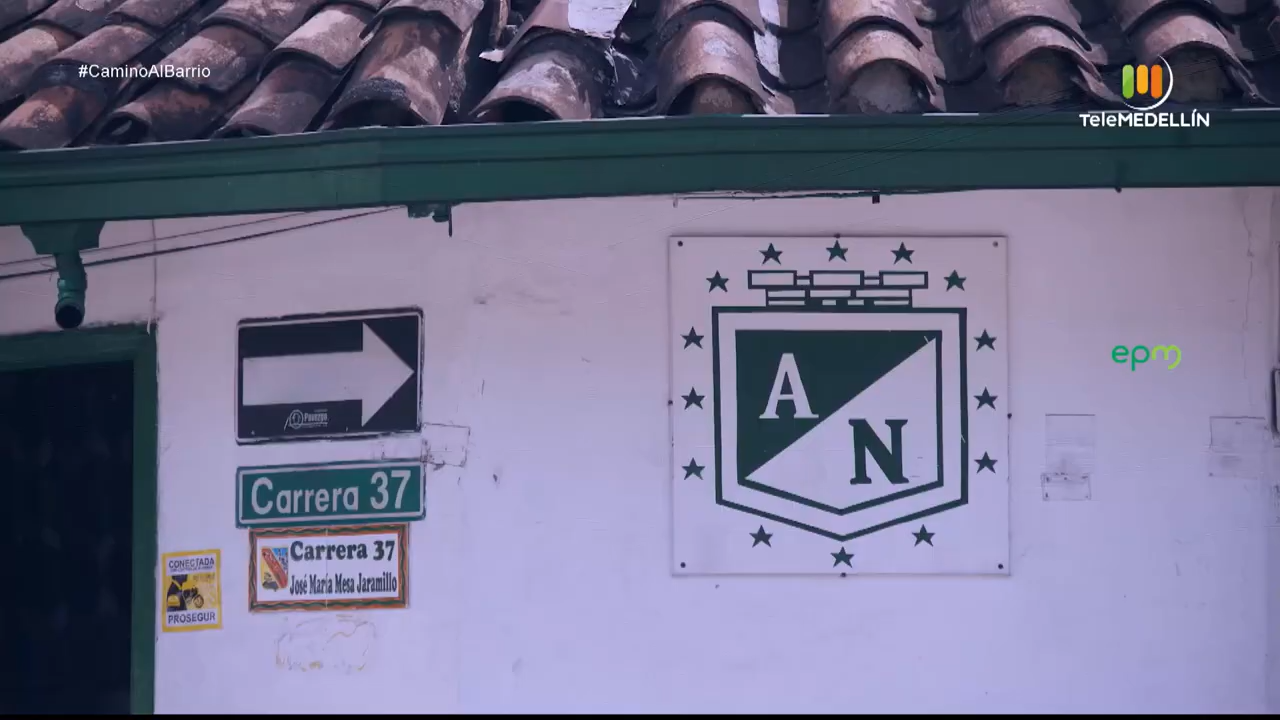 #CaminoAlBarrio
TeleMEDELLÍN
A
N
epm
Carrera 37
Carrera 37
José María Mesa Jaramillo
CONECTADA
PROSEGUR